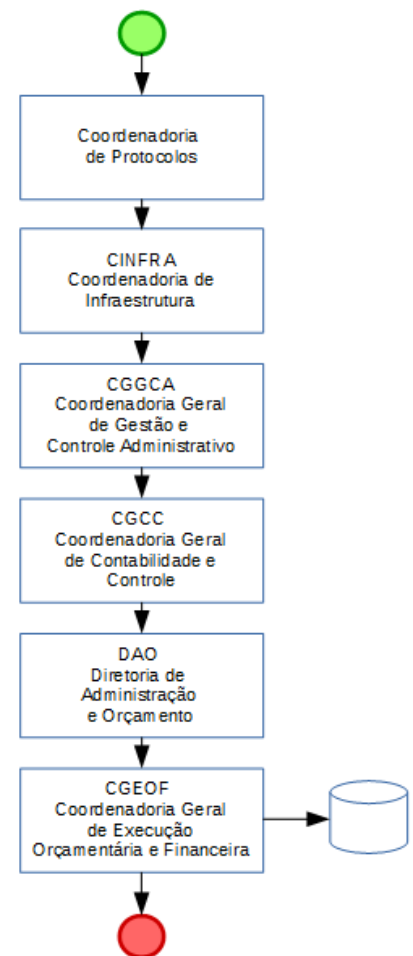 Coordenadoria
de Protocolos
CINFRA
Coordenadoria de
Infraestrutura
CGGCA
Coordenadoria Geral
de Gestão e
Controle Administrativo
CGCC
Coordenadoria Geral
de Contabilidade e
Controle
DAO
Diretoria de
Administração
e Orçamento
CGEOF
Coordenadoria Geral
de Execução
Orçamentária e Financeira